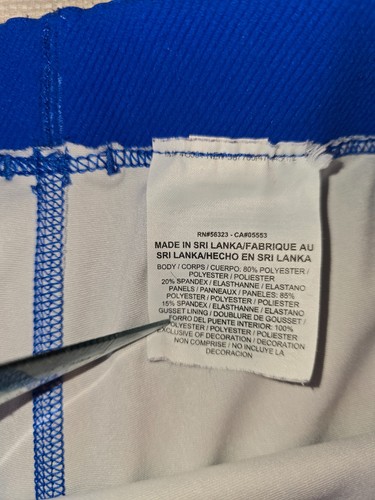 RN#56323 - CA#05553
MADE IN SRI LANKA/FABRIQUE AU
SRI LANKA/HECHO EN SRI LANKA
BODY / CORPS / CUERPO: 80% POLYESTER /
POLYESTER / POLIESTER
20% SPANDEX / ELASTHANNE / ELASTANO
PANELS / PANNEAUX / PANELES: 85%
POLYESTER / POLYESTER / POLIESTER
15% SPANDEX / ELASTHANNE / ELASTANO
GUSSET LINING / DOUBLURE DE GOUSSET /
FORRO DEL PUENTE INTERIOR: 100%
POLYESTER / POLYESTER / POLIESTER
EXCLUSIVE OF DECORATION / DECORATION
NON COMPRISE / NO INCLUYE LA
DECORACION